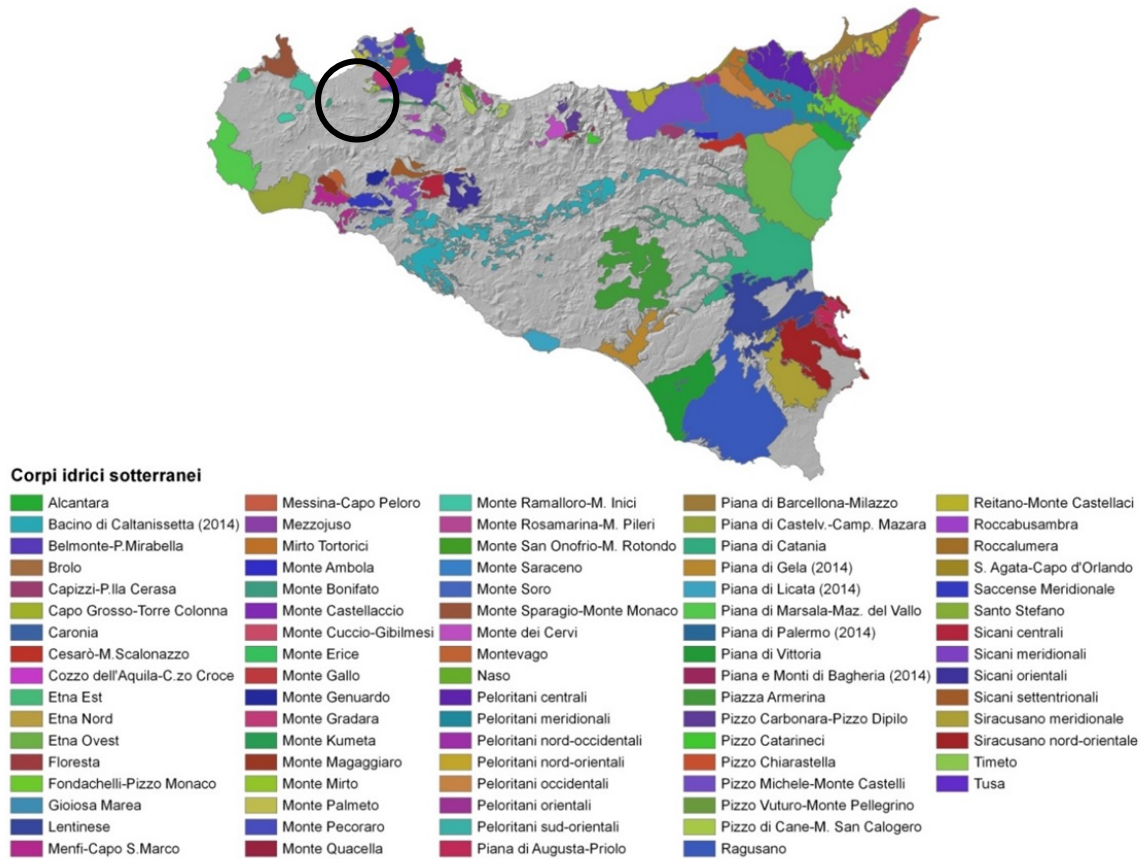 Corpi idrici sotterranei
Alcantara
Bacino di Caltanissetta (2014)
Belmonte-P.Mirabella
Brolo
Capizzi-P.lla Cerasa
Capo Grosso-Torre Colonna
Caronia
Cesarò-M.Scalonazzo
Cozzo dell'Aquila-C.zo Croce
Etna Est
Etna Nord
Etna Ovest
Floresta
Fondachelli-Pizzo Monaco
Gioiosa Marea
Lentinese
Menfi-Capo S.Marco
Messina-Capo Peloro
Mezzojuso
Mirto Tortorici
Monte Ambola
Monte Bonifato
Monte Castellaccio
Monte Cuccio-Gibilmesi
Monte Erice
Monte Gallo
Monte Genuardo
Monte Gradara
Monte Kumeta
Monte Magaggiaro
Monte Mirto
Monte Palmeto
Monte Pecoraro
Monte Quacella
Monte Ramalloro-M. Inici
Monte Rosamarina-M. Pileri
Monte San Onofrio-M. Rotondo
Monte Saraceno
Monte Soro
Monte Sparagio-Monte Monaco
Monte dei Cervi
Montevago
Naso
Peloritani centrali
Peloritani meridionali
Peloritani nord-occidentali
Peloritani nord-orientali
Peloritani occidentali
Peloritani orientali
Peloritani sud-orientali
Piana di Augusta-Priolo
Piana di Barcellona-Milazzo
Piana di Castelv.-Camp. Mazara
Piana di Catania
Piana di Gela (2014)
Piana di Licata (2014)
Piana di Marsala-Maz. del Vallo
Piana di Palermo (2014)
Piana di Vittoria
Piana e Monti di Bagheria (2014)
Piazza Armerina
Pizzo Carbonara-Pizzo Dipilo
Pizzo Catarineci
Pizzo Chiarastella
Pizzo Michele-Monte Castelli
Pizzo Vuturo-Monte Pellegrino
Pizzo di Cane-M. San Calogero
Ragusano
Reitano-Monte Castellaci
Roccabusambra
Roccalumera
S. Agata-Capo d'Orlando
Saccense Meridionale
Santo Stefano
Sicani centrali
Sicani meridionali
Sicani orientali
Sicani settentrionali
Siracusano meridionale
Siracusano nord-orientale
Timeto
Tusa